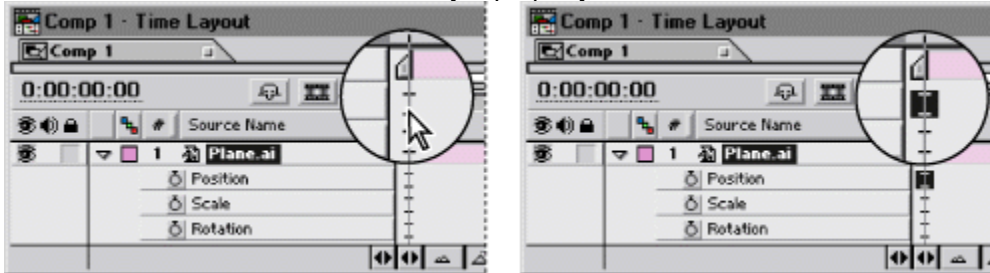 Comp 1 · Time Layout
Comp 1
0:00:00:00
# Source Name
1 Plane.ai
Position
Scale
Rotation
Comp 1 · Time Layout
Comp 1
0:00:00:00
# Source Name
1 Plane.ai
Position
Scale
Rotation